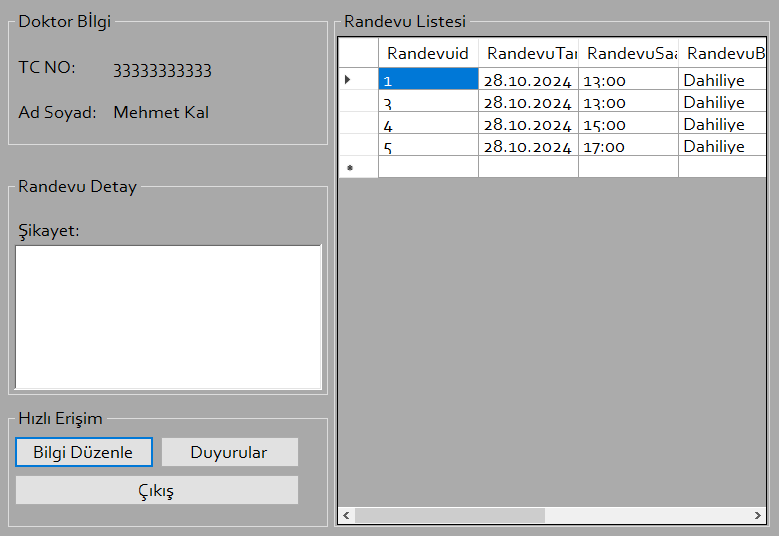 Doktor Bİlgi
TC NO: 33333333333
Ad Soyad: Mehmet Kal
Randevu Detay
Şikayet:
Hızlı Erişim
Bilgi Düzenle Duyurular
Çıkış
Randevu Listesi
Randevuid RandevuTar RandevuSaa RandevuB
1 28.10.2024 13:00 Dahiliye
3 28.10.2024 13:00 Dahiliye
4 28.10.2024 15:00 Dahiliye
5 28.10.2024 17:00 Dahiliye